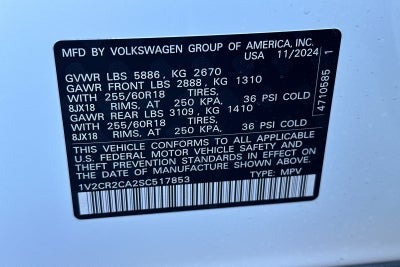 MFD BY VOLKSWAGEN GROUP OF AMERICA, INC.
USA 11/2024
GVWR LBS 5886, KG 2670
GAWR FRONT LBS 2888, KG 1310
WITH 255/60R18 TIRES,
8JX18 RIMS, AT 250 KPA, 36 PSI COLD
GAWR REAR LBS 3109, KG 1410
WITH 255/60R18 TIRES,
8JX18 RIMS, AT 250 KPA, 36 PSI COLD
THIS VEHICLE CONFORMS TO ALL APPLICABLE
U.S. FEDERAL MOTOR VEHICLE SAFETY AND
THEFT PREVENTION STANDARDS IN EFFECT ON
THE DATE OF MANUFACTURE SHOWN ABOVE.
1V2CR2CA2SC517853 TYPE: MPV
4710585 1